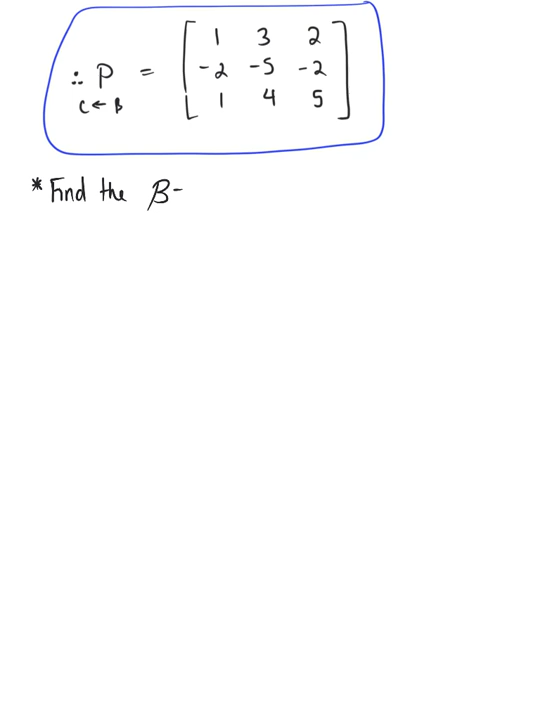 ∴ P = [ 1 3 2
-2 -5 -2
C←β 1 4 5 ]
* Find the β-